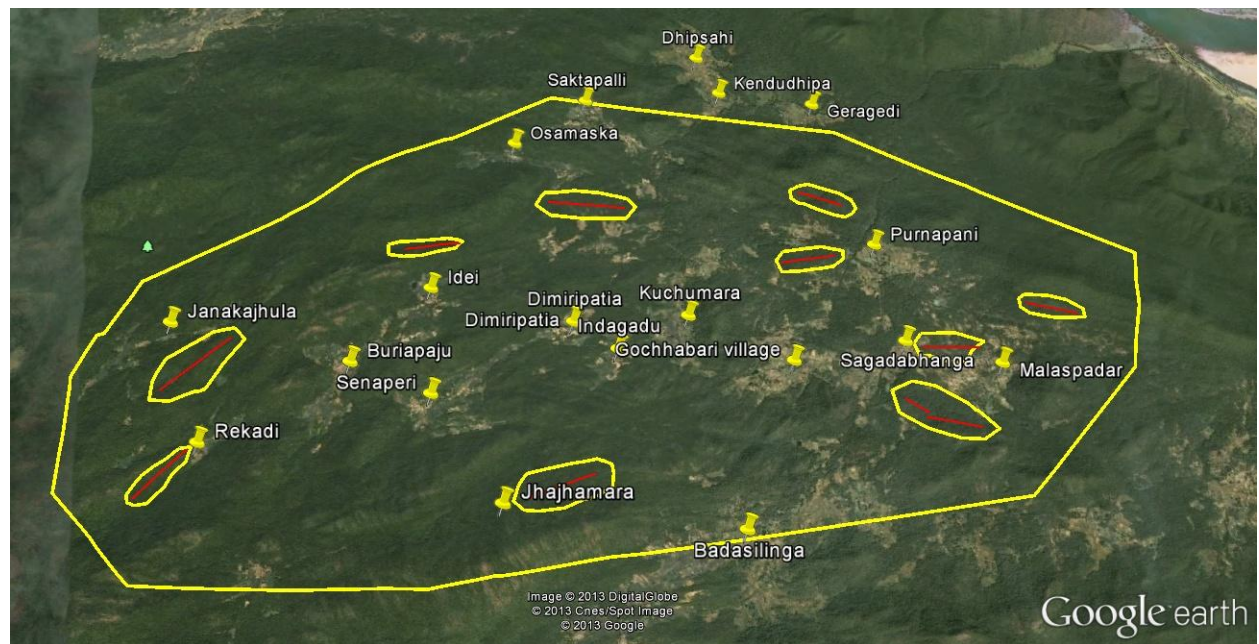 Dhipsahi
Saktapalli
Kendudhipa
Geragedi
Osamaska
Purnapani
Idei
Dimiripatia
Kuchumara
Janakajhula
Dimiripatia
Indagadu
Buriapaju
Gochhabari village
Sagadabhanga
Malaspadar
Senaperi
Rekadi
Jhajhamara
Badasilinga
Image © 2013 DigitalGlobe
© 2013 Cnes/Spot Image
© 2013 Google
Google earth